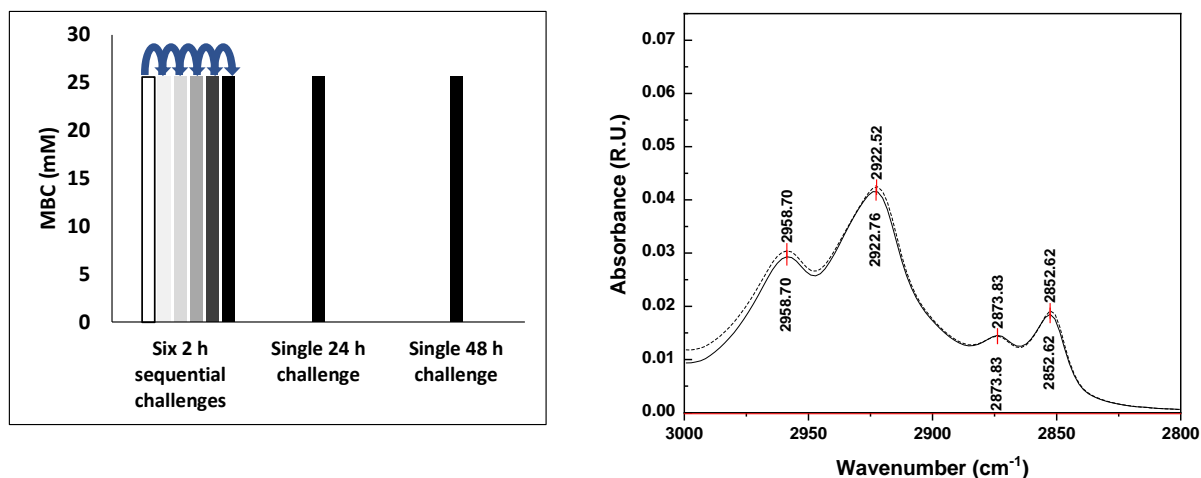 30
25
20
15
10
5
0
MBC (mM)
Six 2 h
sequential
challenges
Single 24 h
challenge
Single 48 h
challenge
0.07
0.06
0.05
0.04
0.03
0.02
0.01
0.00
Absorbance (R.U.)
2958.70
2958.70
2922.52
2922.76
2873.83
2873.83
2852.62
2852.62
3000
2950
2900
2850
2800
Wavenumber (cm⁻¹)